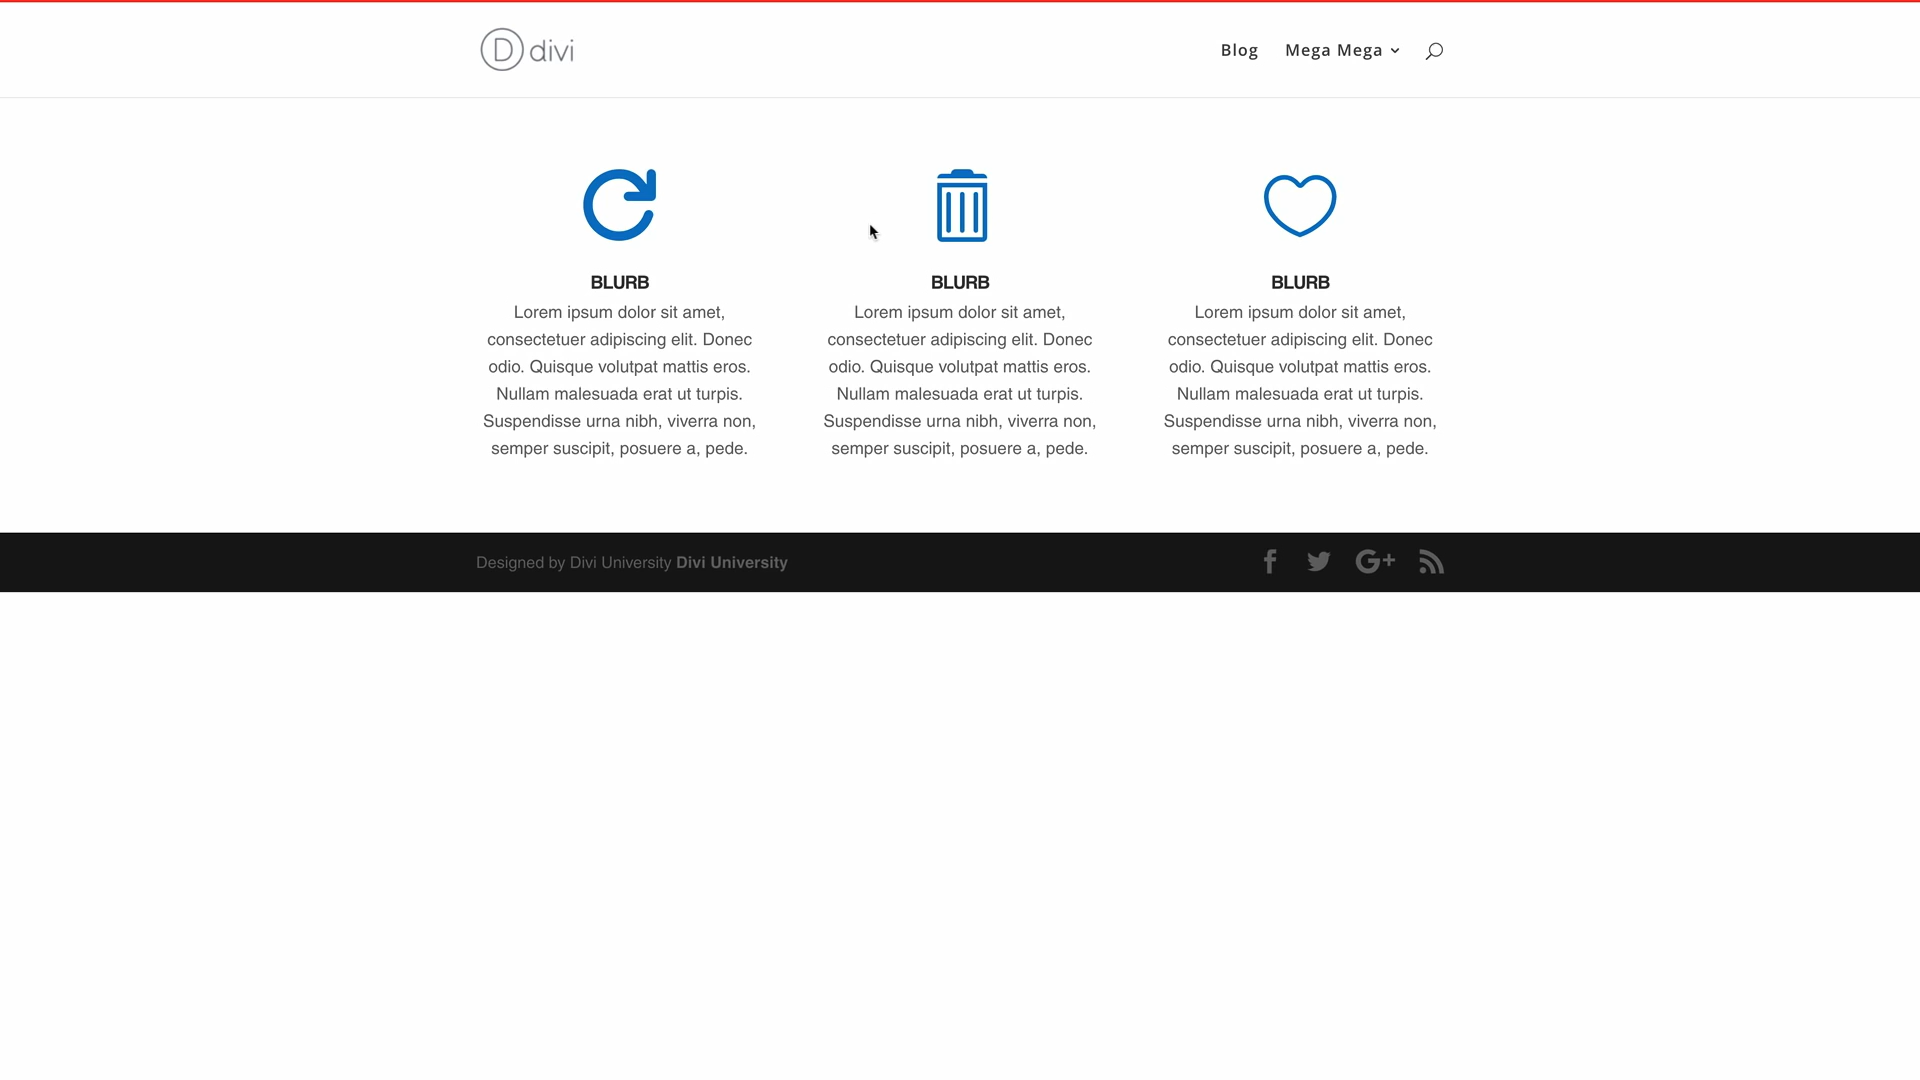 D divi
Blog
Mega Mega
BLURB
Lorem ipsum dolor sit amet,
consectetuer adipiscing elit. Donec
odio. Quisque volutpat mattis eros.
Nullam malesuada erat ut turpis.
Suspendisse urna nibh, viverra non,
semper suscipit, posuere a, pede.
BLURB
Lorem ipsum dolor sit amet,
consectetuer adipiscing elit. Donec
odio. Quisque volutpat mattis eros.
Nullam malesuada erat ut turpis.
Suspendisse urna nibh, viverra non,
semper suscipit, posuere a, pede.
BLURB
Lorem ipsum dolor sit amet,
consectetuer adipiscing elit. Donec
odio. Quisque volutpat mattis eros.
Nullam malesuada erat ut turpis.
Suspendisse urna nibh, viverra non,
semper suscipit, posuere a, pede.
Designed by Divi University Divi University